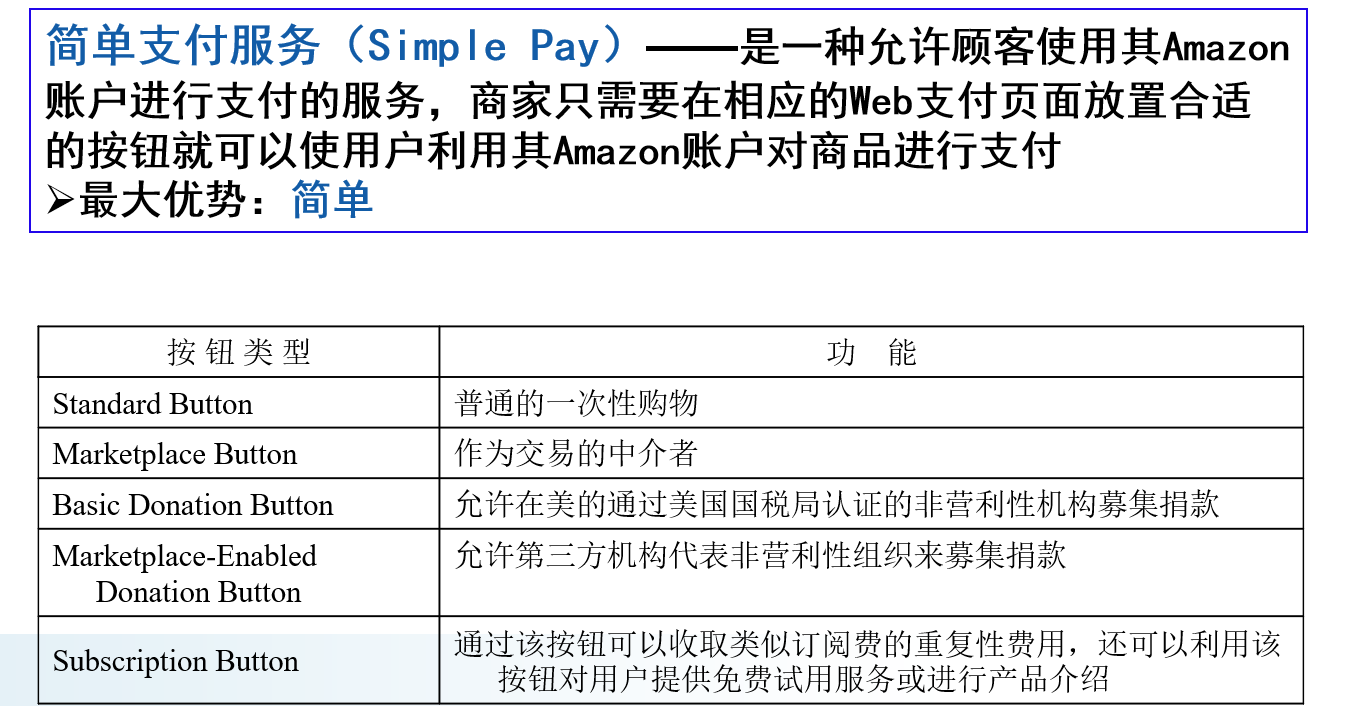 简单支付服务（Simple Pay）——是一种允许顾客使用其Amazon
账户进行支付的服务，商家只需要在相应的Web支付页面放置合适
的按钮就可以使用户利用其Amazon账户对商品进行支付
➢最大优势：简单
按 钮 类 型
功 能
Standard Button
普通的一次性购物
Marketplace Button
作为交易的中介者
Basic Donation Button
允许在美的通过美国国税局认证的非营利性机构募集捐款
Marketplace-Enabled
Donation Button
允许第三方机构代表非营利性组织来募集捐款
Subscription Button
通过该按钮可以收取类似订阅费的重复性费用，还可以利用该
按钮对用户提供免费试用服务或进行产品介绍